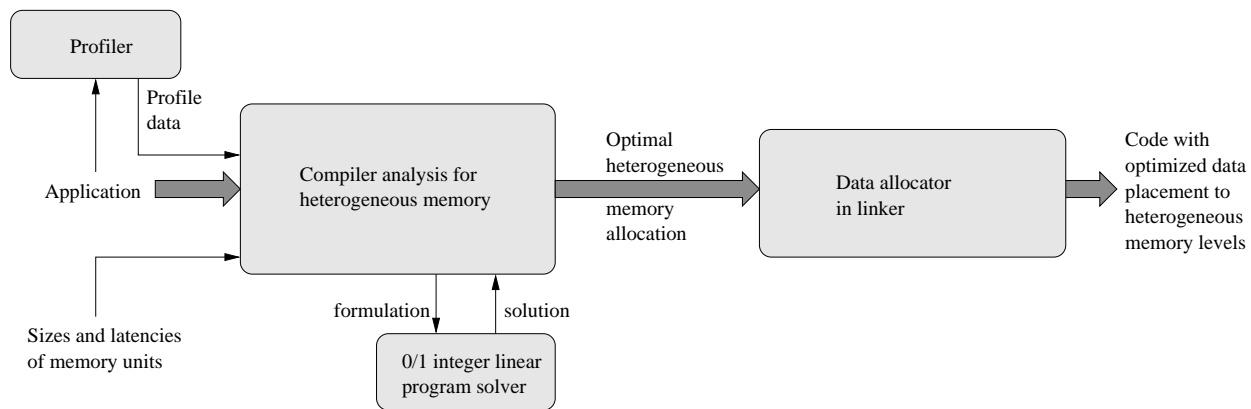 Profiler
Profile
data
Application
Sizes and latencies
of memory units
Compiler analysis for
heterogeneous memory
formulation
solution
0/1 integer linear
program solver
Optimal
heterogeneous
memory
allocation
Data allocator
in linker
Code with
optimized data
placement to
heterogeneous
memory levels